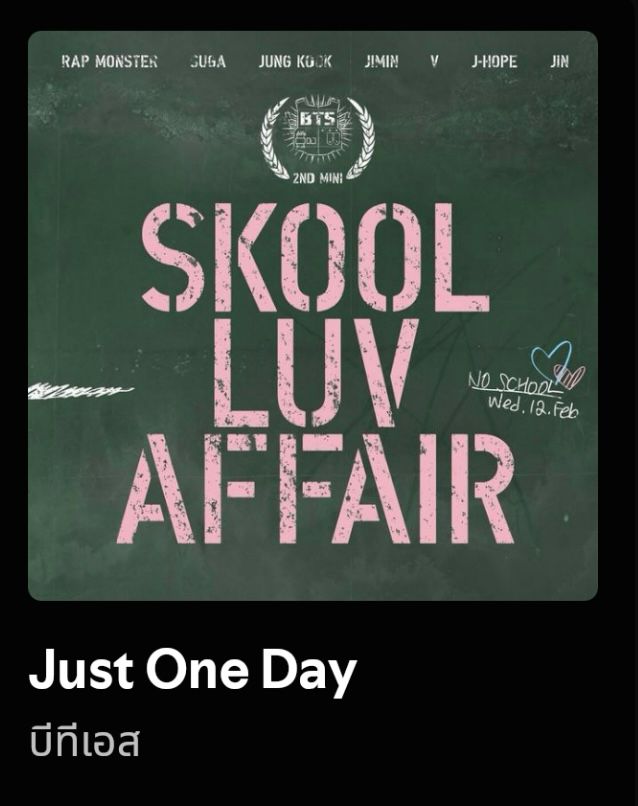 RAP MONSTER SUGA JUNG KOOK JIMIN V J-HOPE JIN
BTS
2ND MINI
SKOOL
LUV
AFFAIR
NO SCHOOL
Wed. 12. Feb
Just One Day
บีทีเอส